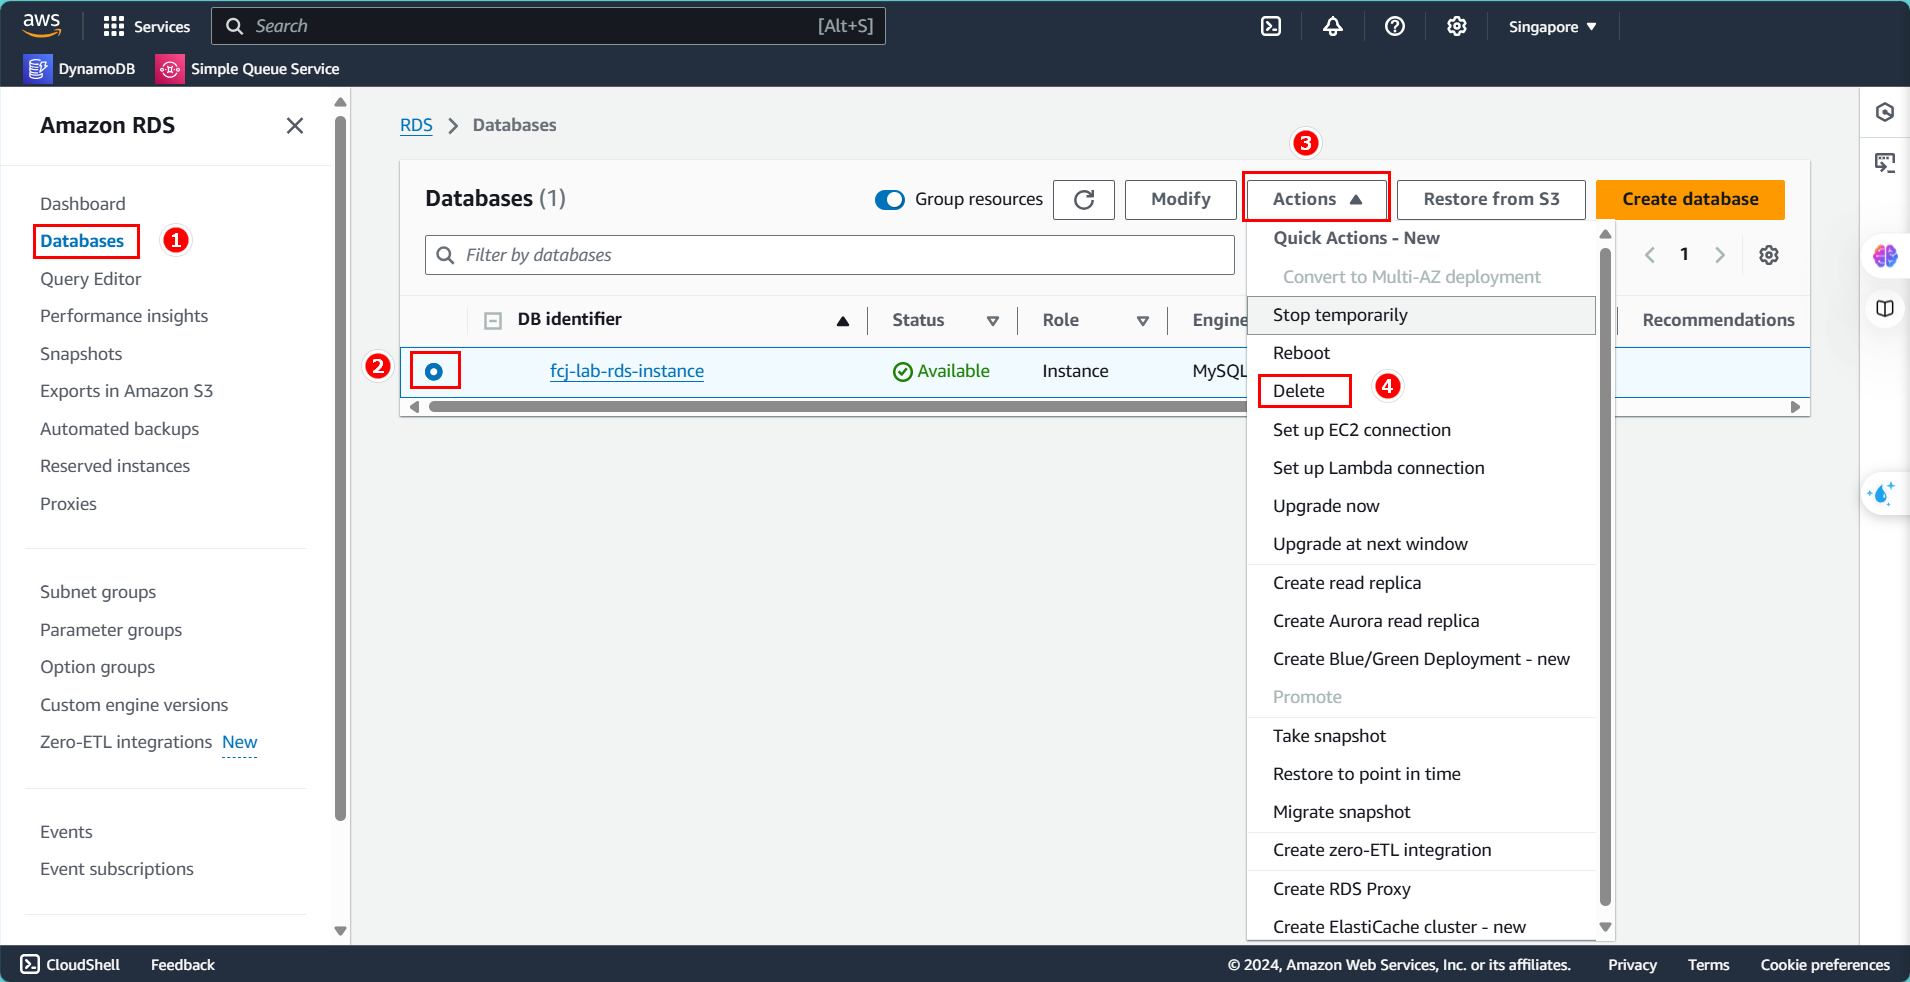 aws
Services
Search
[Alt+S]
Singapore
DynamoDB
Simple Queue Service
Amazon RDS
Dashboard
Databases
1
Query Editor
Performance insights
Snapshots
Exports in Amazon S3
Automated backups
Reserved instances
Proxies
Subnet groups
Parameter groups
Option groups
Custom engine versions
Zero-ETL integrations New
Events
Event subscriptions
RDS > Databases
3
Databases (1)
Group resources
Modify
Actions
Restore from S3
Create database
Filter by databases
1
DB identifier
Status
Role
Engine
Recommendations
2
fcj-lab-rds-instance
Available
Instance
MySQL
Quick Actions - New
Convert to Multi-AZ deployment
Stop temporarily
Reboot
Delete
4
Set up EC2 connection
Set up Lambda connection
Upgrade now
Upgrade at next window
Create read replica
Create Aurora read replica
Create Blue/Green Deployment - new
Promote
Take snapshot
Restore to point in time
Migrate snapshot
Create zero-ETL integration
Create RDS Proxy
Create ElastiCache cluster - new
CloudShell
Feedback
© 2024, Amazon Web Services, Inc. or its affiliates.
Privacy
Terms
Cookie preferences